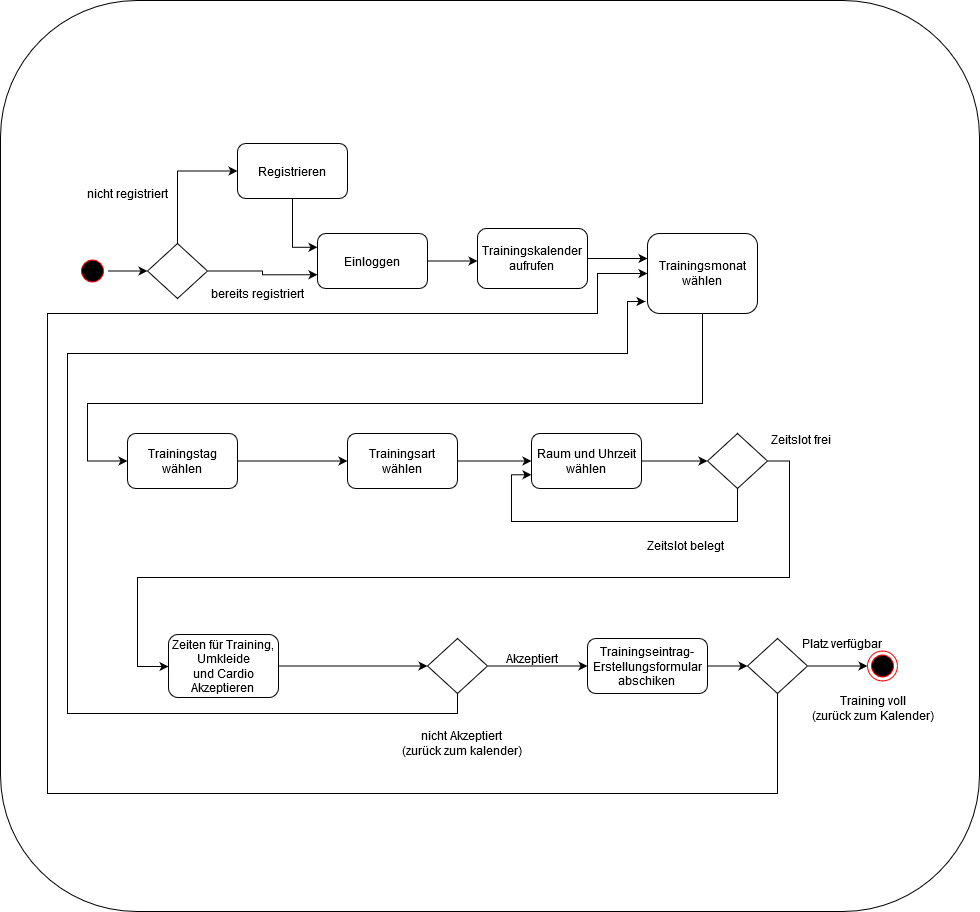 Registrieren
nicht registriert
Einloggen
bereits registriert
Trainingskalender
aufrufen
Trainingsmonat
wählen
Trainingstag
wählen
Trainingsart
wählen
Raum und Uhrzeit
wählen
Zeitslot frei
Zeitslot belegt
Zeiten für Training,
Umkleide
und Cardio
Akzeptieren
Akzeptiert
nicht Akzeptiert
(zurück zum kalender)
Trainingseintrag-
Erstellungsformular
abschiken
Platz verfügbar
Training voll
(zurück zum Kalender)